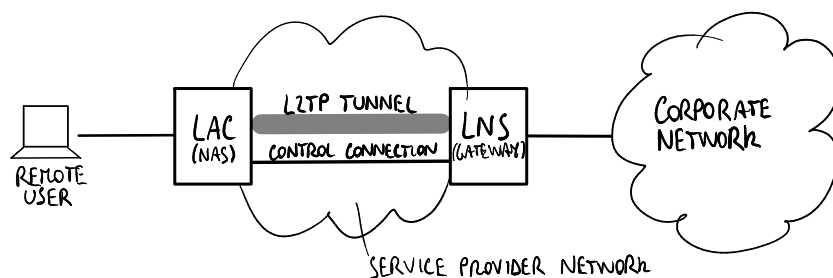 REMOTE
USER
LAC
(NAS)
L2TP TUNNEL
CONTROL CONNECTION
LNS
(GATEWAY)
CORPORATE
NETWORK
SERVICE PROVIDER NETWORK